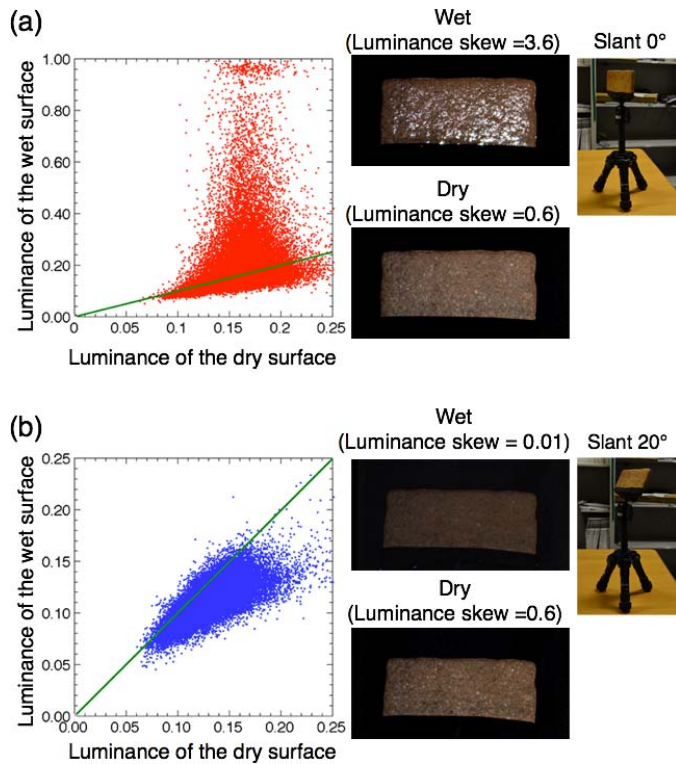 (a)
Wet
(Luminance skew =3.6)
Slant 0°
Luminance of the wet surface
1.00
0.80
0.60
0.40
0.20
0.00
0 0.05 0.1 0.15 0.20 0.25
Luminance of the dry surface
Dry
(Luminance skew =0.6)
(b)
Wet
(Luminance skew = 0.01)
Slant 20°
Luminance of the wet surface
0.25
0.20
0.15
0.10
0.05
0.00
0 0.05 0.1 0.15 0.20 0.25
Luminance of the dry surface
Dry
(Luminance skew =0.6)